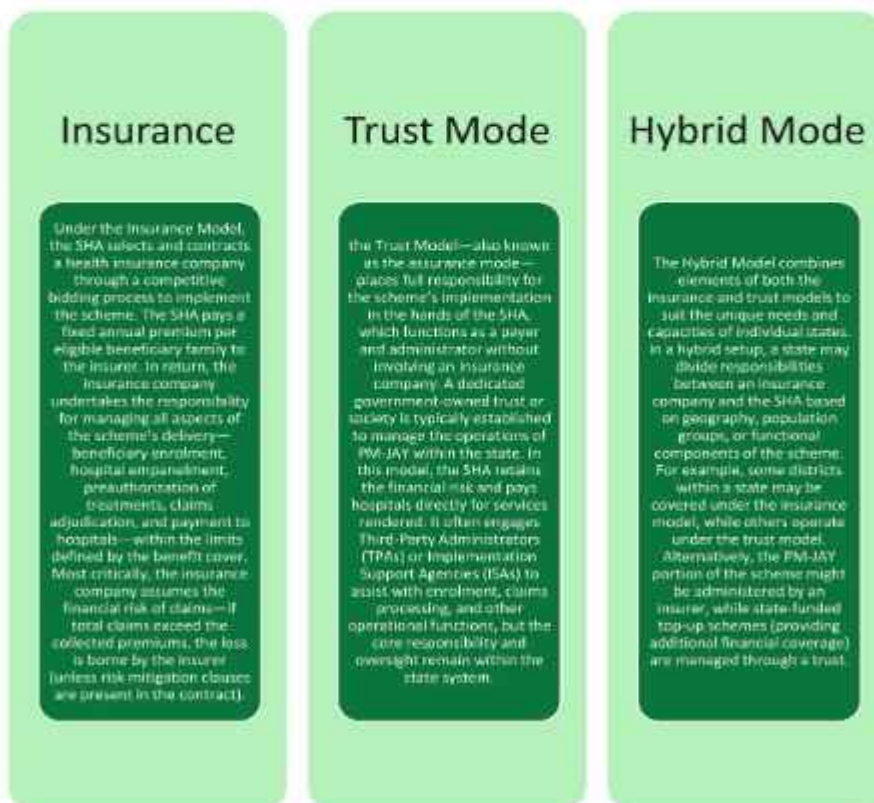 Insurance
Under the Insurance Model,
the SHA selects and contracts
a health insurance company
through a competitive
bidding process to implement
the scheme. The SHA pays a
fixed annual premium per
eligible beneficiary family to
the insurer. In return, the
insurance company
undertakes the responsibility
for managing all aspects of
the scheme's delivery—
beneficiary enrolment,
hospital empanelment,
preauthorization of
treatments, claims
adjudication, and payment to
hospitals—within the limits
defined by the benefit cover.
Most critically, the insurance
company assumes the
financial risk of claims—if
total claims exceed the
collected premiums, the loss
is borne by the insurer
(unless risk mitigation clauses
are present in the contract).
Trust Mode
the Trust Model—also known
as the assurance mode—
places full responsibility for
the scheme's implementation
in the hands of the SHA,
which functions as a payer
and administrator without
involving an insurance
company. A dedicated
government-owned trust or
society is typically established
to manage the operations of
PM-JAY within the state. In
this model, the SHA retains
the financial risk and pays
hospitals directly for services
rendered. It often engages
Third-Party Administrators
(TPAs) or Implementation
Support Agencies (ISAs) to
assist with enrolment, claims
processing, and other
operational functions, but the
core responsibility and
oversight remain within the
state system.
Hybrid Mode
The Hybrid Model combines
elements of both the
insurance and trust models to
suit the unique needs and
capacities of individual states.
In a hybrid setup, a state may
divide responsibilities
between an insurance
company and the SHA based
on geography, population
groups, or functional
components of the scheme.
For example, some districts
within a state may be
covered under the insurance
model, while others operate
under the trust model.
Alternatively, the PM-JAY
portion of the scheme might
be administered by an
insurer, while state-funded
top-up schemes (providing
additional financial coverage)
are managed through a trust.